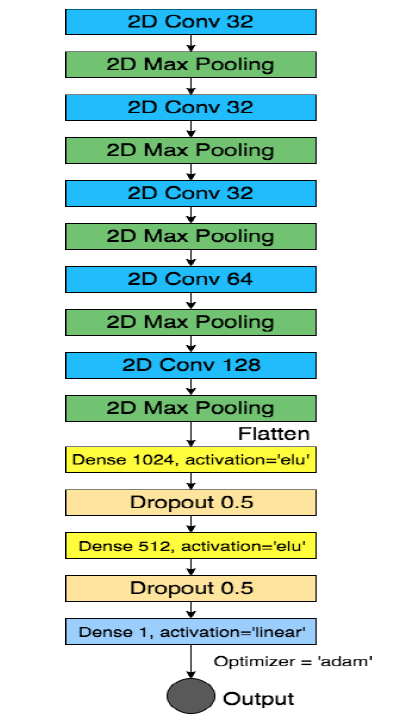 2D Conv 32
2D Max Pooling
2D Conv 32
2D Max Pooling
2D Conv 32
2D Max Pooling
2D Conv 64
2D Max Pooling
2D Conv 128
2D Max Pooling
Flatten
Dense 1024, activation='elu'
Dropout 0.5
Dense 512, activation='elu'
Dropout 0.5
Dense 1, activation='linear'
Optimizer = 'adam'
Output